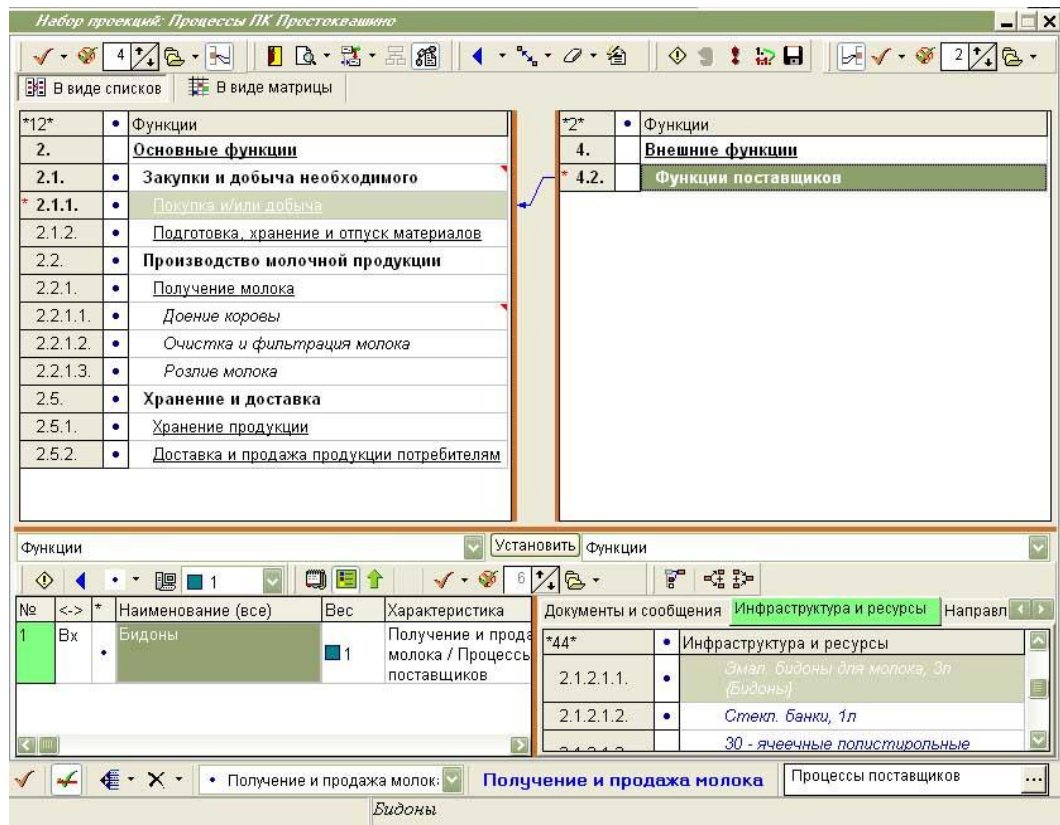 Набор проекций: Процессы ПК Простоквашино
4
2
В виде списков
В виде матрицы
*12* Функции
2. Основные функции
2.1. Закупки и добыча необходимого
* 2.1.1. Покупка и/или добыча
2.1.2. Подготовка, хранение и отпуск материалов
2.2. Производство молочной продукции
2.2.1. Получение молока
2.2.1.1. Доение коровы
2.2.1.2. Очистка и фильтрация молока
2.2.1.3. Розлив молока
2.5. Хранение и доставка
2.5.1. Хранение продукции
2.5.2. Доставка и продажа продукции потребителям
*2* Функции
4. Внешние функции
* 4.2. Функции поставщиков
Функции
Установить
Функции
1
6
№ <-> * Наименование (все) Вес Характеристика
1 Вх Бидоны 1 Получение и прода
молока / Процессь
поставщиков
Документы и сообщения Инфраструктура и ресурсы Направл
*44* Инфраструктура и ресурсы
2.1.2.1.1. Эмал. бидоны для молока, 3л
{Бидоны}
2.1.2.1.2. Стекл. банки, 1л
30 - ячеечные полистирольные
Получение и продажа молок
Получение и продажа молока
Процессы поставщиков
...
Бидоны